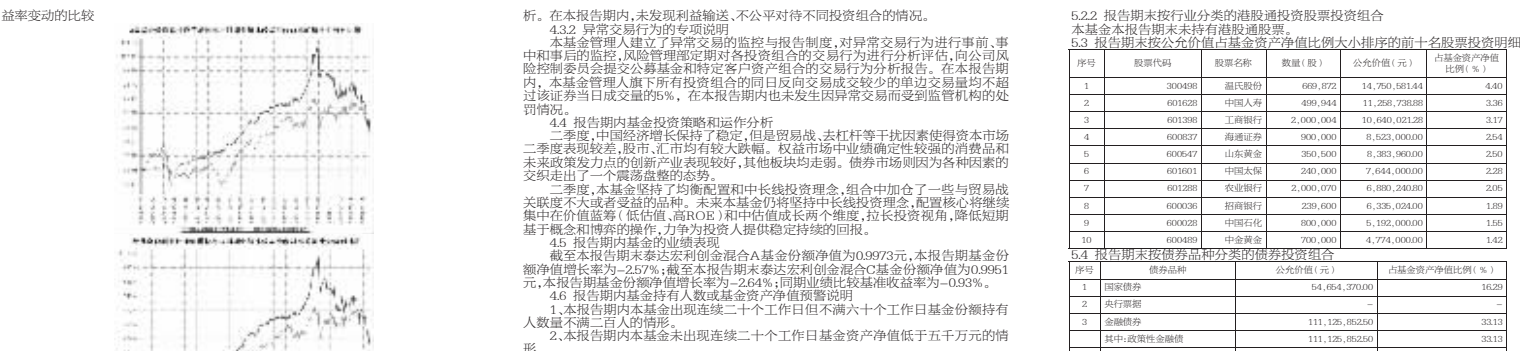 益率变动的比较
析。在本报告期内,未发现利益输送、不公平对待不同投资组合的情况。
4.3.2 异常交易行为的专项说明
本基金管理人建立了异常交易的监控与报告制度,对异常交易行为进行事前、事
中和事后的监控,风险管理部定期对各投资组合的交易行为进行分析评估,向公司风
险控制委员会提交公募基金和特定客户资产组合的交易行为分析报告。在本报告期
内,本基金管理人旗下所有投资组合的同日反向交易成交较少的单边交易量均不超
过该证券当日成交量的5%,在本报告期内也未发生因异常交易而受到监管机构的处
罚情况。
4.4 报告期内基金投资策略和运作分析
二季度,中国经济增长保持了稳定,但是贸易战、去杠杆等干扰因素使得资本市场
二季度表现较差,股市、汇市均有较大跌幅。权益市场中业绩确定性较强的消费品和
未来政策发力点的创新产业表现较好,其他板块均走弱。债券市场则因为各种因素的
交织走出了一个震荡盘整的态势。
二季度,本基金坚持了均衡配置和中长线投资理念,组合中加仓了一些与贸易战
关联度不大或者受益的品种。未来本基金仍将坚持中长线投资理念,配置核心将继续
集中在价值蓝筹(低估值、高ROE)和中估值成长两个维度,拉长投资视角,降低短期
基于概念和博弈的操作,力争为投资人提供稳定持续的回报。
4.5 报告期内基金的业绩表现
截至本报告期末泰达宏利创金混合A基金份额净值为0.9973元,本报告期基金份
额净值增长率为-2.57%;截至本报告期末泰达宏利创金混合C基金份额净值为0.9951
元,本报告期基金份额净值增长率为-2.64%;同期业绩比较基准收益率为-0.93%。
4.6 报告期内基金持有人数或基金资产净值预警说明
1、本报告期内本基金出现连续二十个工作日但不满六十个工作日基金份额持有
人数量不满二百人的情形。
2、本报告期内本基金未出现连续二十个工作日基金资产净值低于五千万元的情
形。
5.2.2 报告期末按行业分类的港股通投资股票投资组合
本基金本报告期末未持有港股通股票。
5.3 报告期末按公允价值占基金资产净值比例大小排序的前十名股票投资明细
序号 股票代码 股票名称 数量(股) 公允价值(元) 占基金资产净值
比例(%)
1 300498 温氏股份 669,872 14,750,581.44 4.40
2 601628 中国人寿 499,944 11,258,738.88 3.36
3 601398 工商银行 2,000,004 10,640,021.28 3.17
4 600837 海通证券 900,000 8,523,000.00 2.54
5 600547 山东黄金 350,500 8,383,960.00 2.50
6 601601 中国太保 240,000 7,644,000.00 2.28
7 601288 农业银行 2,000,070 6,880,240.80 2.05
8 600036 招商银行 239,600 6,335,024.00 1.89
9 600028 中国石化 800,000 5,192,000.00 1.55
10 600489 中金黄金 700,000 4,774,000.00 1.42
5.4 报告期末按债券品种分类的债券投资组合
序号 债券品种 公允价值(元) 占基金资产净值比例(%)
1 国家债券 54,654,370.00 16.29
2 央行票据 - -
3 金融债券 111,125,852.50 33.13
其中:政策性金融债 111,125,852.50 33.13